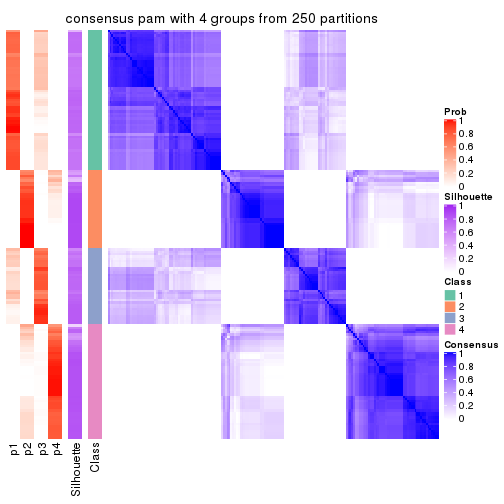 consensus pam with 4 groups from 250 partitions
Prob
1
0.8
0.6
0.4
0.2
0
Silhouette
1
0.8
0.6
0.4
0.2
0
Class
1
2
3
4
Consensus
1
0.8
0.6
0.4
0.2
0
p1
p2
p3
p4
Silhouette
Class